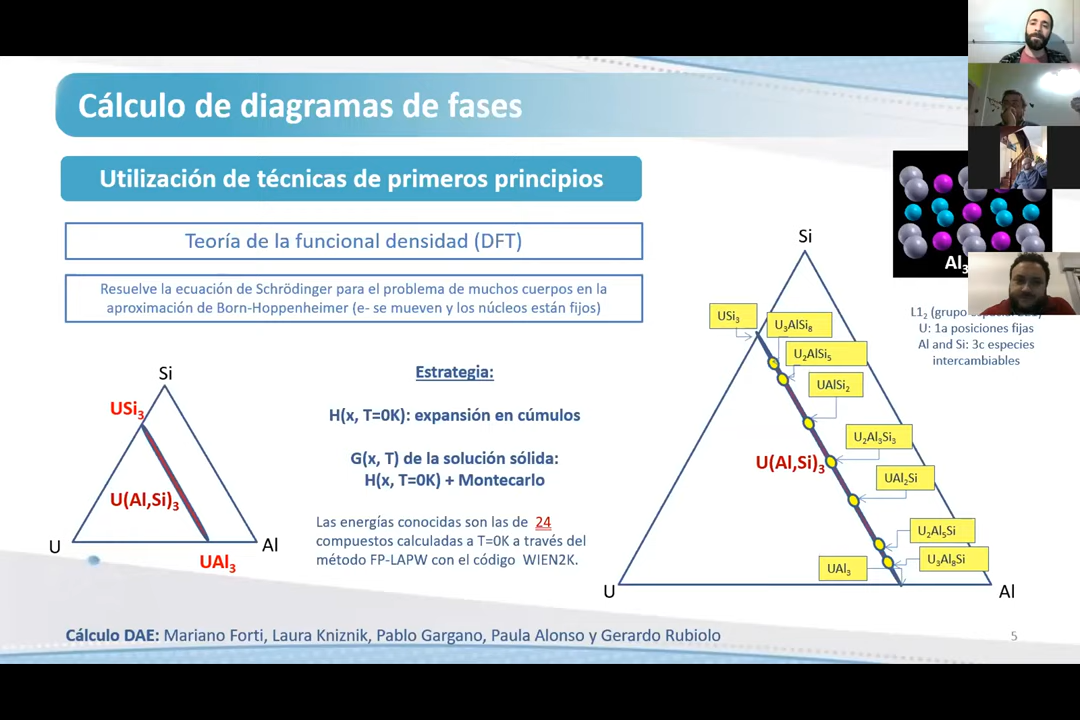 Cálculo de diagramas de fases
Utilización de técnicas de primeros principios
Teoría de la funcional densidad (DFT)
Resuelve la ecuación de Schrödinger para el problema de muchos cuerpos en la
aproximación de Born-Hoppenheimer (e- se mueven y los núcleos están fijos)
Si
USi₃
U(Al,Si)₃
U
Al
UAl₃
Estrategia:
H(x, T=0K): expansión en cúmulos
G(x, T) de la solución sólida:
H(x, T=0K) + Montecarlo
Las energías conocidas son las de 24
compuestos calculadas a T=0K a través del
método FP-LAPW con el código WIEN2K.
Si
USi₃
U₃AlSi₈
U₂AlSi₅
UAlSi₂
U₂Al₃Si₃
U(Al,Si)₃
UAl₂Si
U₂Al₅Si
U₃Al₈Si
UAl₃
U
Al
Al₃
L1₂ (grupo
U: 1a posiciones fijas
Al and Si: 3c especies
intercambiables
Cálculo DAE: Mariano Forti, Laura Kniznik, Pablo Gargano, Paula Alonso y Gerardo Rubiolo
5